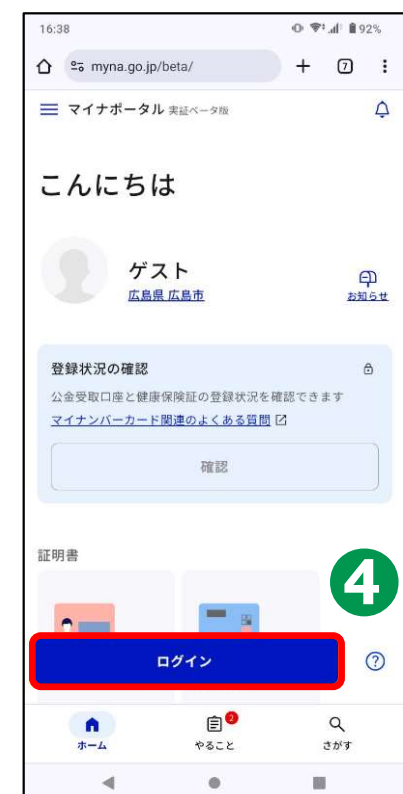 16:38 92%
myna.go.jp/beta/ 7
マイナポータル 実証ベータ版
こんにちは
ゲスト
広島県 広島市
お知らせ
登録状況の確認
公金受取口座と健康保険証の登録状況を確認できます
マイナンバーカード関連のよくある質問
確認
証明書
4
ログイン
?
2
ホーム やること さがす